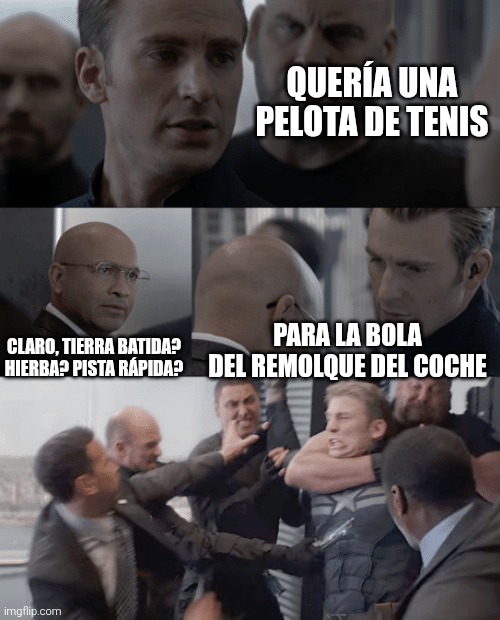 QUERÍA UNA
PELOTA DE TENIS
CLARO, TIERRA BATIDA?
HIERBA? PISTA RÁPIDA?
PARA LA BOLA
DEL REMOLQUE DEL COCHE
imgflip.com